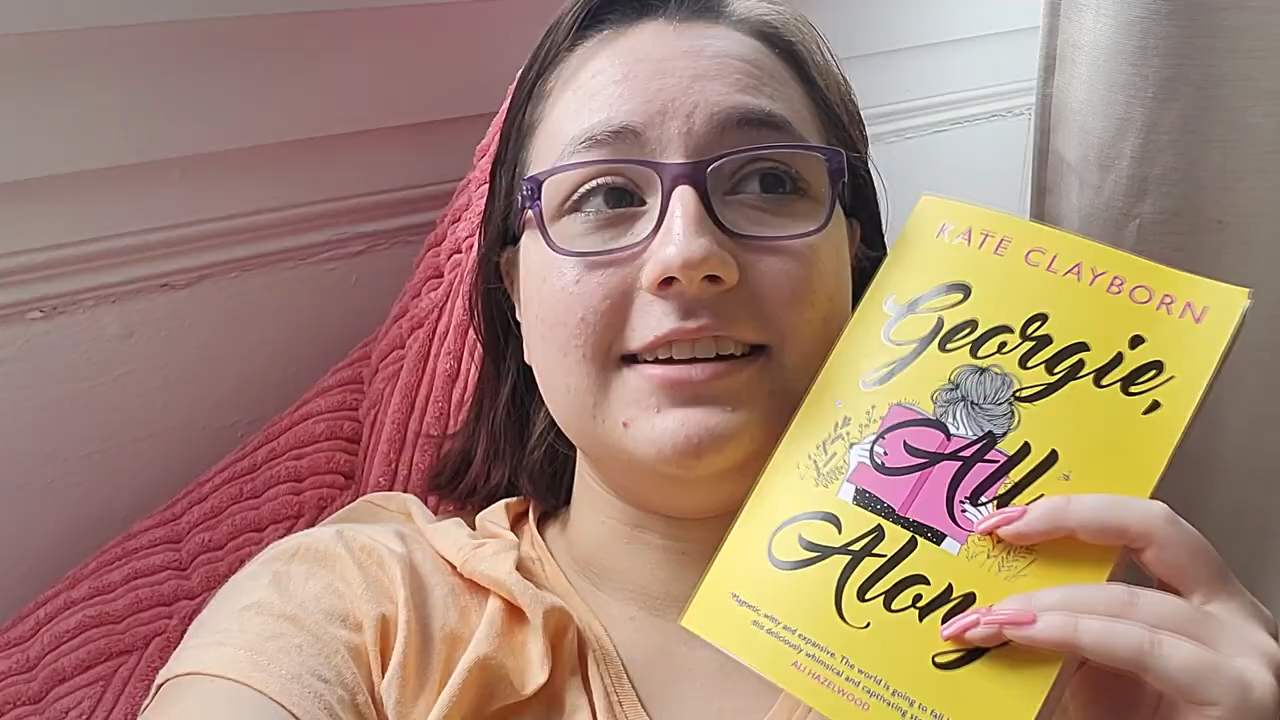 KATE CLAYBORN
Georgie,
All
Along
'Magnetic, witty and expansive. The world is going to fall
this deliciously whimsical and captivating
ALI HAZELWOOD